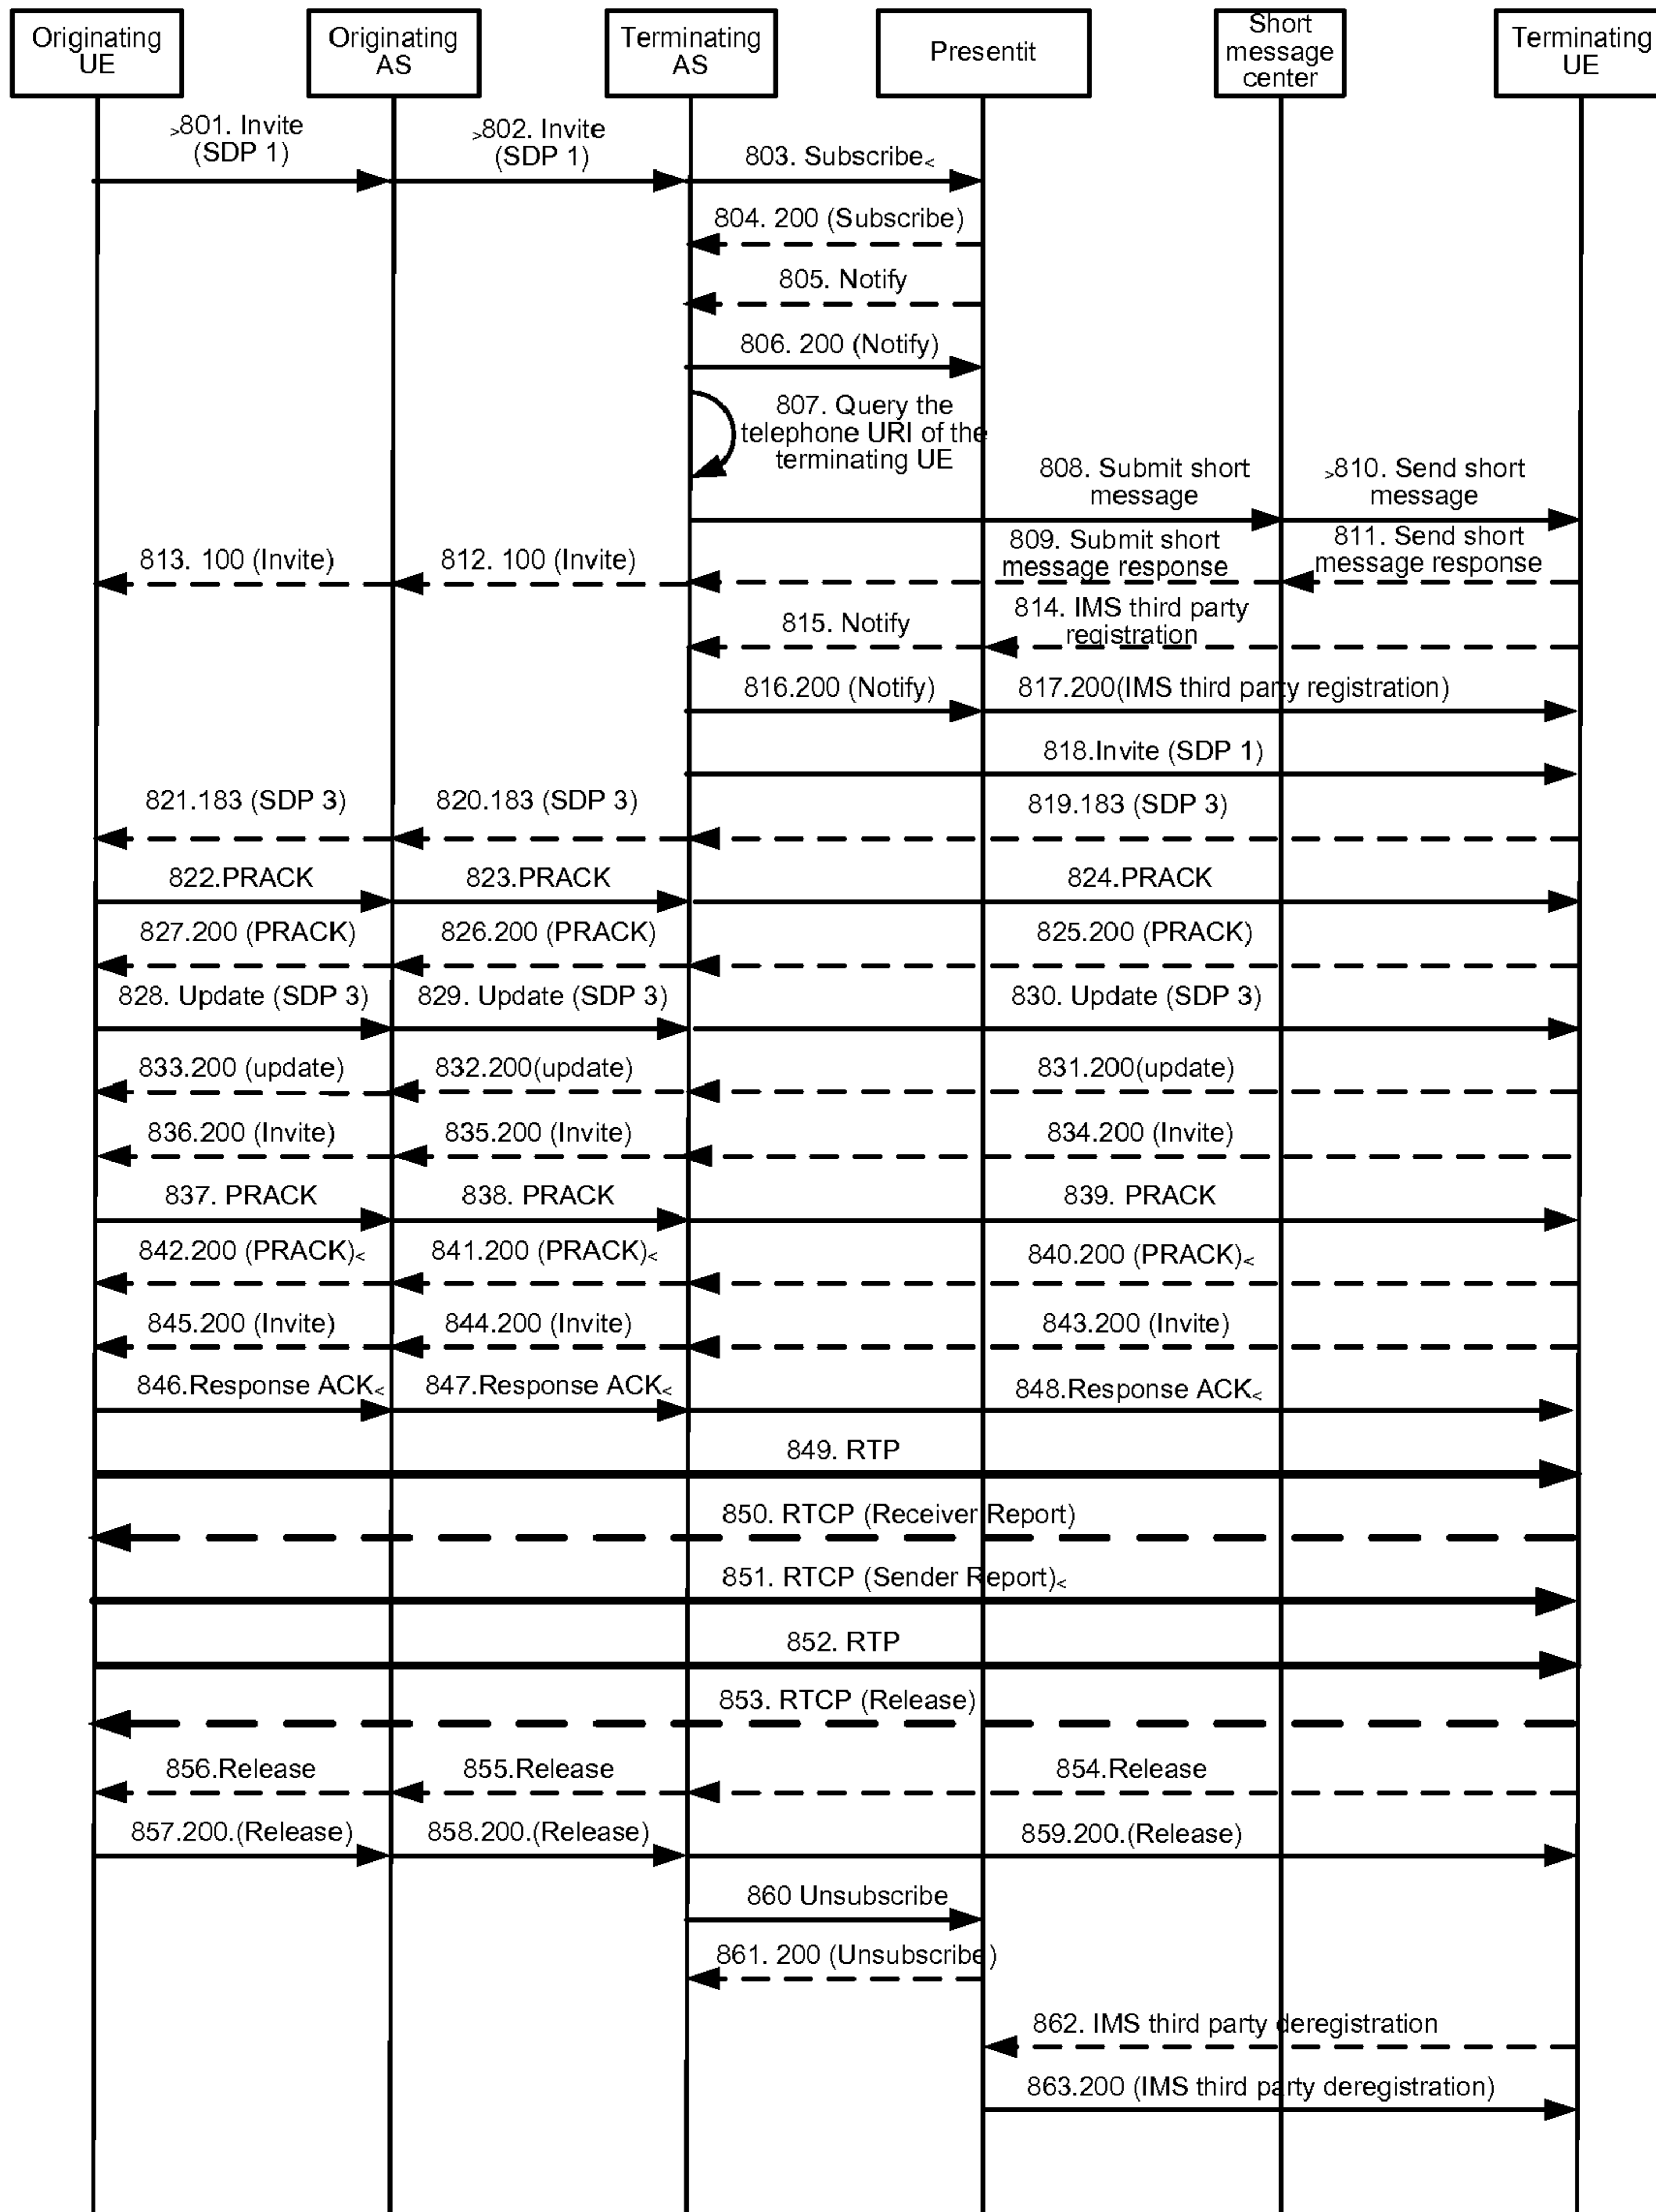 Originating
UE
Originating
AS
Terminating
AS
Presentit
Short
message
center
Terminating
UE
>801. Invite
(SDP 1)
>802. Invite
(SDP 1)
803. Subscribe<
804. 200 (Subscribe)
805. Notify
806. 200 (Notify)
807. Query the
telephone URI of the
terminating UE
808. Submit short
message
>810. Send short
message
813. 100 (Invite)
812. 100 (Invite)
809. Submit short
message response
811. Send short
message response
815. Notify
814. IMS third party
registration
816.200 (Notify)
817.200(IMS third party registration)
818.Invite (SDP 1)
821.183 (SDP 3)
820.183 (SDP 3)
819.183 (SDP 3)
822.PRACK
823.PRACK
824.PRACK
827.200 (PRACK)
826.200 (PRACK)
825.200 (PRACK)
828. Update (SDP 3)
829. Update (SDP 3)
830. Update (SDP 3)
833.200 (update)
832.200(update)
831.200(update)
836.200 (Invite)
835.200 (Invite)
834.200 (Invite)
837. PRACK
838. PRACK
839. PRACK
842.200 (PRACK)<
841.200 (PRACK)<
840.200 (PRACK)<
845.200 (Invite)
844.200 (Invite)
843.200 (Invite)
846.Response ACK<
847.Response ACK<
848.Response ACK<
849. RTP
850. RTCP (Receiver Report)
851. RTCP (Sender Report)<
852. RTP
853. RTCP (Release)
856.Release
855.Release
854.Release
857.200.(Release)
858.200.(Release)
859.200.(Release)
860 Unsubscribe
861. 200 (Unsubscribe)
862. IMS third party deregistration
863.200 (IMS third party deregistration)